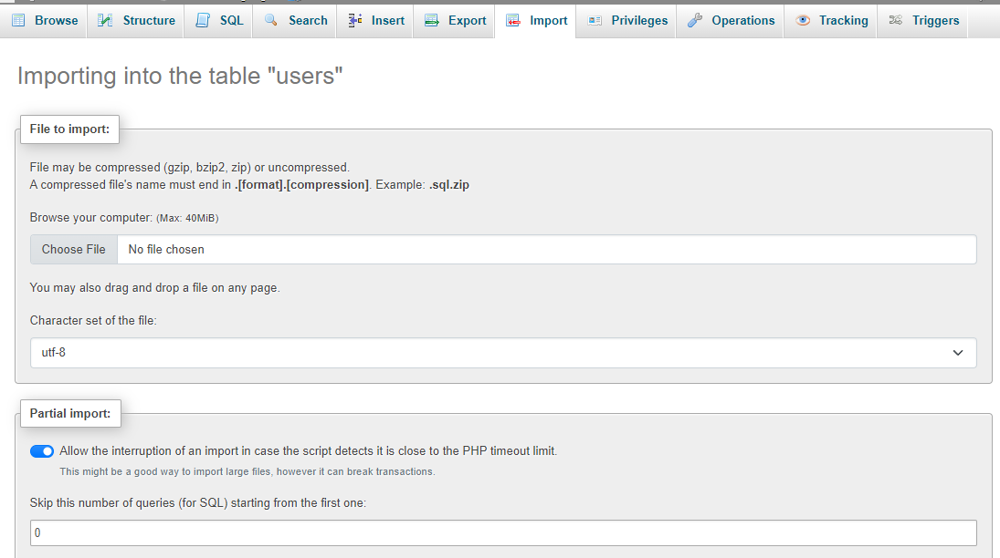 Browse Structure SQL Search Insert Export Import Privileges Operations Tracking Triggers
Importing into the table "users"
File to import:
File may be compressed (gzip, bzip2, zip) or uncompressed.
A compressed file's name must end in .[format].[compression]. Example: .sql.zip
Browse your computer: (Max: 40MiB)
Choose File No file chosen
You may also drag and drop a file on any page.
Character set of the file:
utf-8
Partial import:
Allow the interruption of an import in case the script detects it is close to the PHP timeout limit.
This might be a good way to import large files, however it can break transactions.
Skip this number of queries (for SQL) starting from the first one:
0